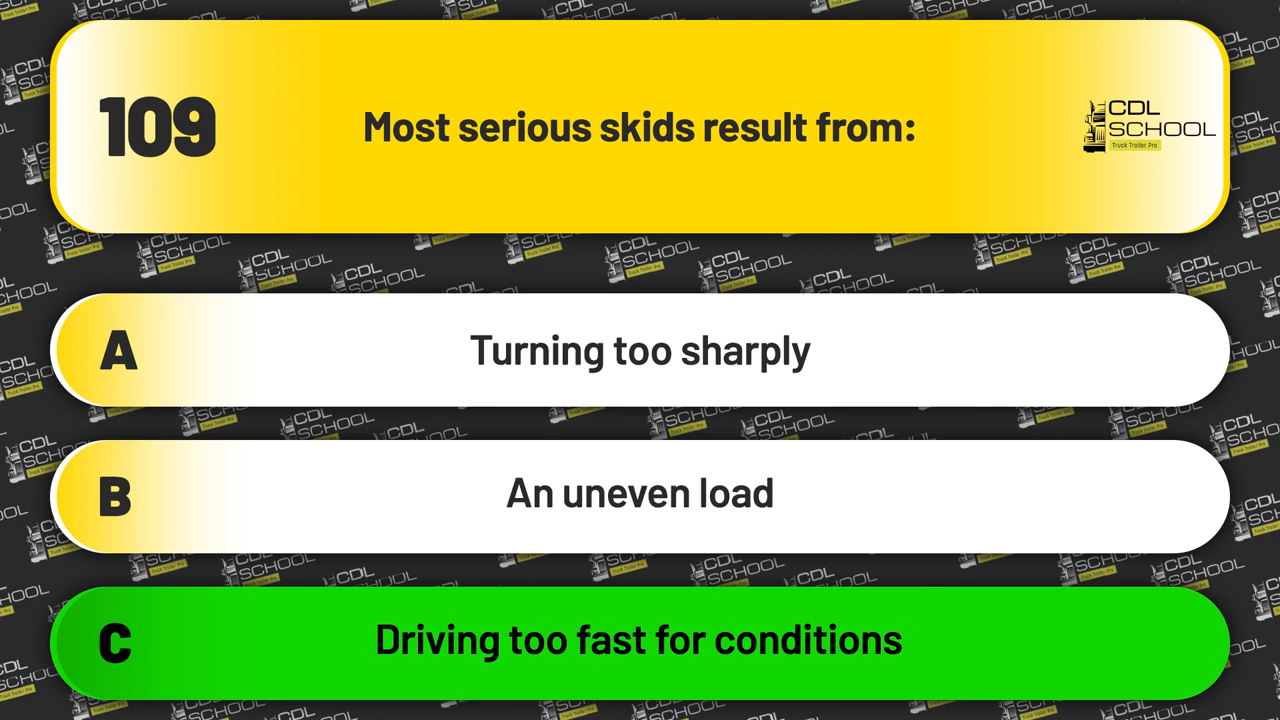 109
Most serious skids result from:
CDL
SCHOOL
Truck Trailer Pro
A
Turning too sharply
B
An uneven load
C
Driving too fast for conditions